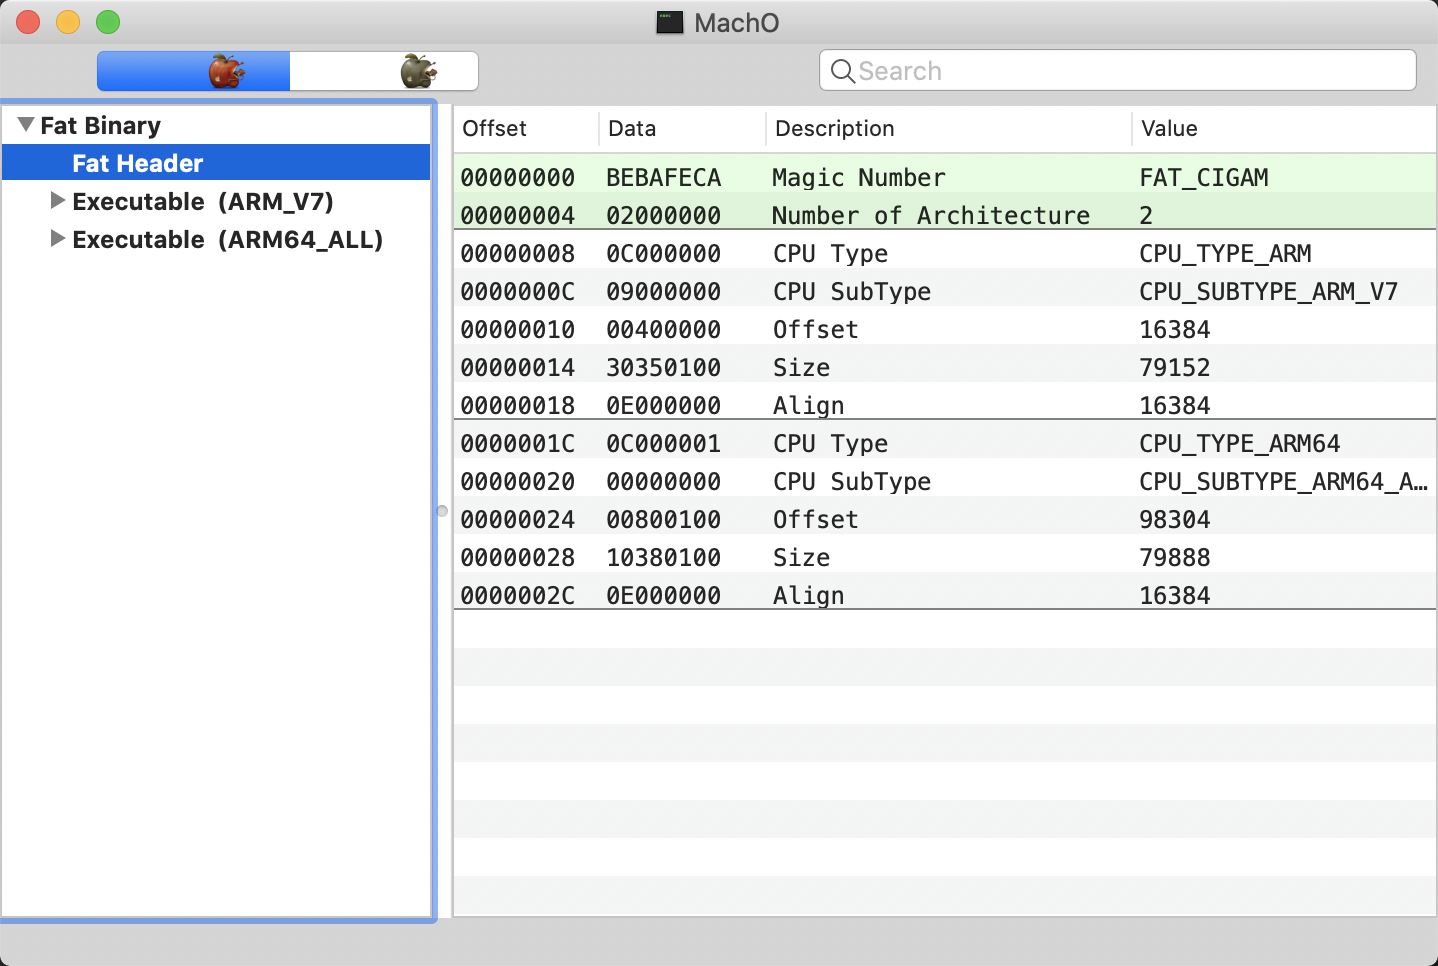 MachO
Search
Fat Binary
Fat Header
Executable (ARM_V7)
Executable (ARM64_ALL)
Offset Data Description Value
00000000 BEBAFECA Magic Number FAT_CIGAM
00000004 02000000 Number of Architecture 2
00000008 0C000000 CPU Type CPU_TYPE_ARM
0000000C 09000000 CPU SubType CPU_SUBTYPE_ARM_V7
00000010 00400000 Offset 16384
00000014 30350100 Size 79152
00000018 0E000000 Align 16384
0000001C 0C000001 CPU Type CPU_TYPE_ARM64
00000020 00000000 CPU SubType CPU_SUBTYPE_ARM64_A…
00000024 00800100 Offset 98304
00000028 10380100 Size 79888
0000002C 0E000000 Align 16384